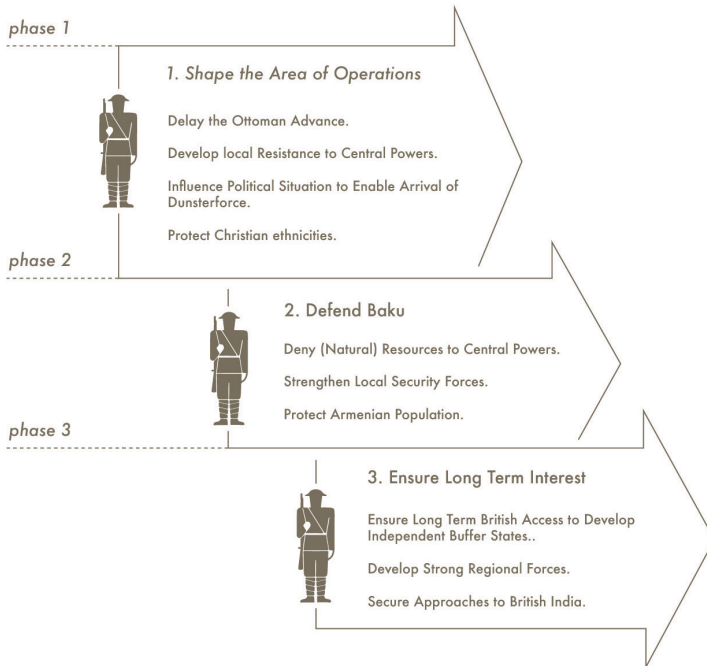 phase 1
1. Shape the Area of Operations
Delay the Ottoman Advance.
Develop local Resistance to Central Powers.
Influence Political Situation to Enable Arrival of
Dunsterforce.
Protect Christian ethnicities.
phase 2
2. Defend Baku
Deny (Natural) Resources to Central Powers.
Strengthen Local Security Forces.
Protect Armenian Population.
phase 3
3. Ensure Long Term Interest
Ensure Long Term British Access to Develop
Independent Buffer States..
Develop Strong Regional Forces.
Secure Approaches to British India.